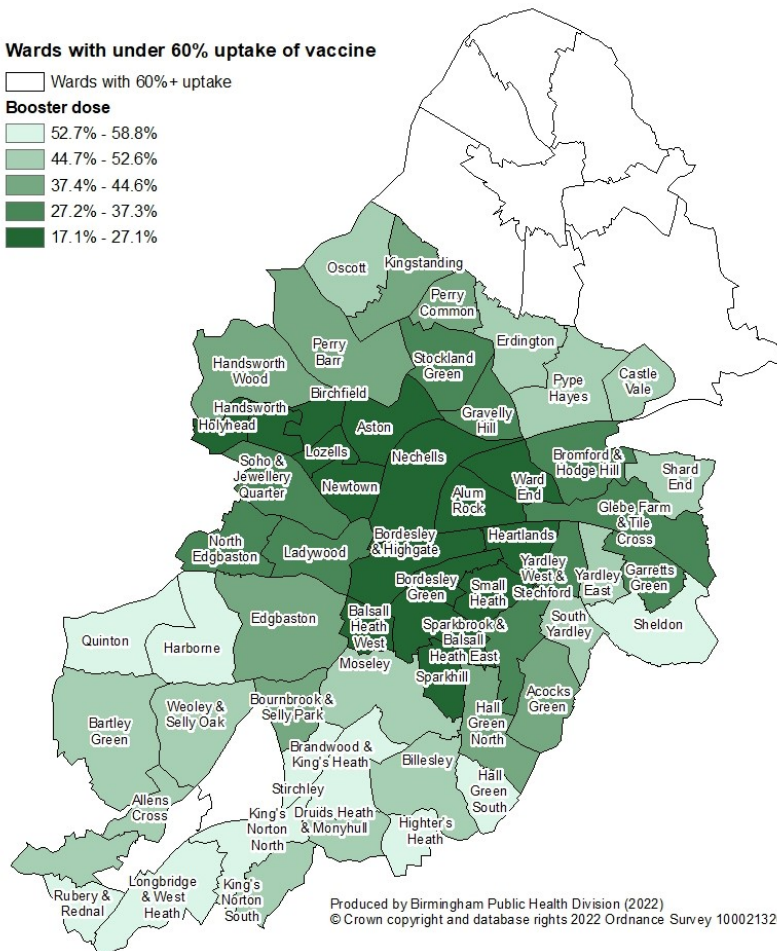 Wards with under 60% uptake of vaccine
Wards with 60%+ uptake
Booster dose
52.7% - 58.8%
44.7% - 52.6%
37.4% - 44.6%
27.2% - 37.3%
17.1% - 27.1%
Oscott
Kingstanding
Perry
Common
Erdington
Perry
Barr
Stockland
Green
Handsworth
Wood
Pype
Hayes
Castle
Vale
Birchfield
Handsworth
Holyhead
Gravelly
Hill
Aston
Lozells
Nechells
Bromford &
Hodge Hill
Shard
End
Soho &
Jewellery
Quarter
Newtown
Alum
Rock
Ward
End
Glebe Farm
& Tile
Cross
North
Edgbaston
Ladywood
Bordesley
& Highgate
Heartlands
Yardley
West &
Stechford
Yardley
East
Garretts
Green
Bordesley
Green
Small
Heath
Quinton
Harborne
Edgbaston
Balsall
Heath
West
Sparkbrook &
Balsall
Heath East
South
Yardley
Sheldon
Moseley
Sparkhill
Bartley
Green
Weoley &
Selly Oak
Bournbrook &
Selly Park
Hall
Green
North
Acocks
Green
Brandwood &
King's Heath
Billesley
Stirchley
Hall
Green
South
Allens
Cross
King's
Norton
North
Druids Heath
& Monyhull
Highter's
Heath
Rubery &
Rednal
Longbridge
& West
Heath
King's
Norton
South
Produced by Birmingham Public Health Division (2022)
© Crown copyright and database rights 2022 Ordnance Survey 10002132